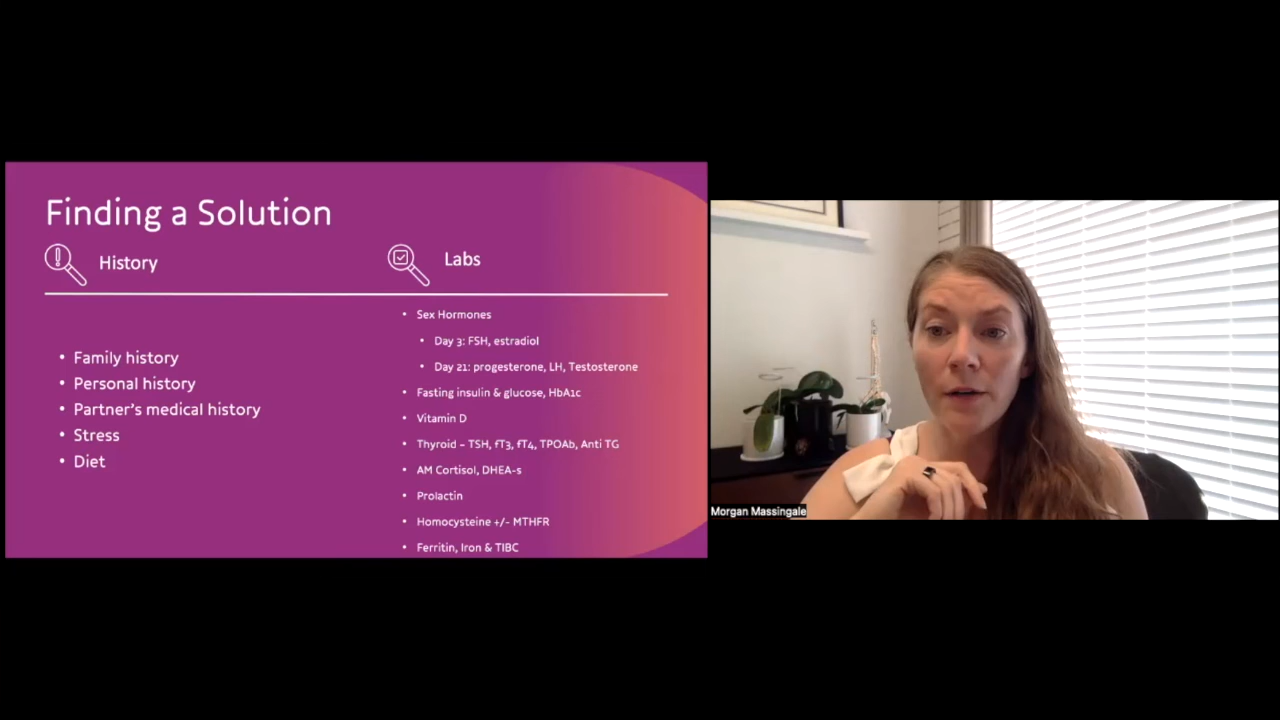 Finding a Solution
History
Family history
Personal history
Partner's medical history
Stress
Diet
Labs
Sex Hormones
Day 3: FSH, estradiol
Day 21: progesterone, LH, Testosterone
Fasting insulin & glucose, HbA1c
Vitamin D
Thyroid – TSH, fT3, fT4, TPOAb, Anti TG
AM Cortisol, DHEA-s
Prolactin
Homocysteine +/- MTHFR
Ferritin, Iron & TIBC
Morgan Massingale